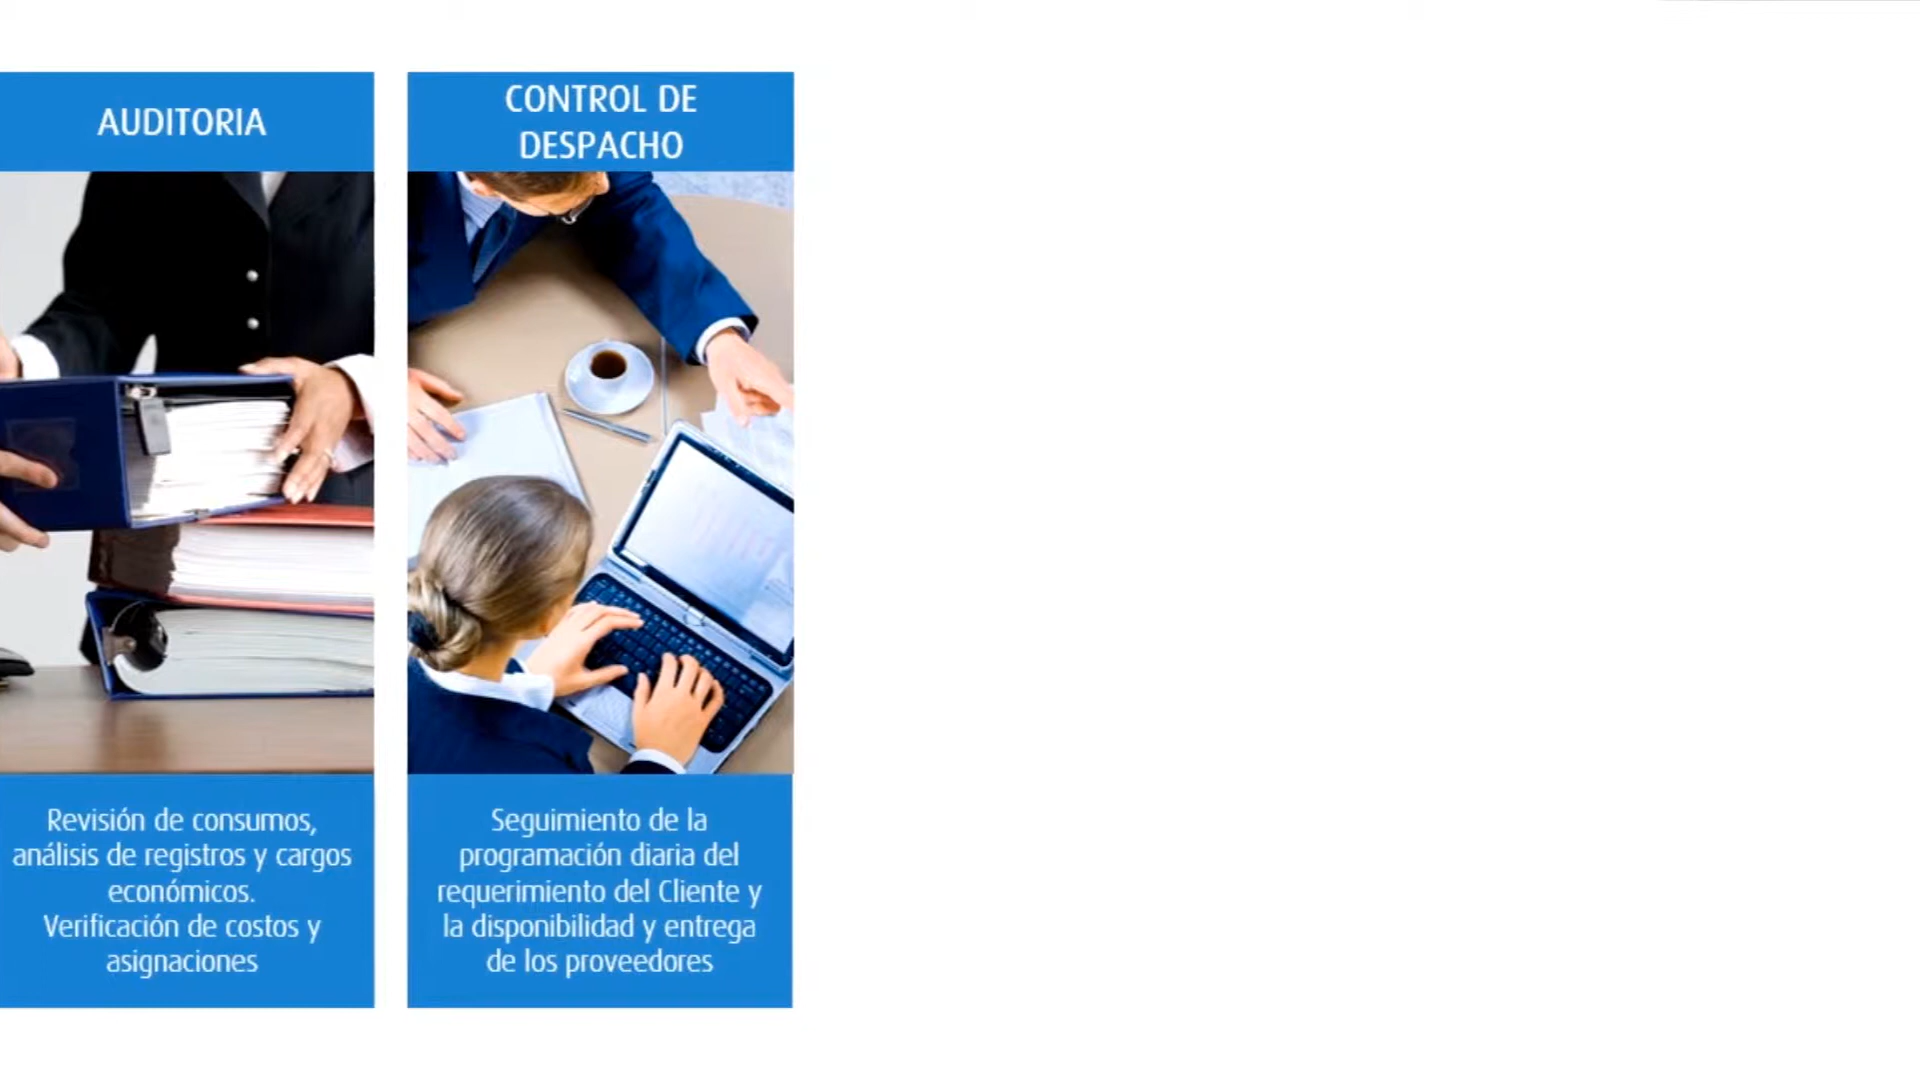 AUDITORIA
Revisión de consumos,
análisis de registros y cargos
económicos.
Verificación de costos y
asignaciones
CONTROL DE
DESPACHO
Seguimiento de la
programación diaria del
requerimiento del Cliente y
la disponibilidad y entrega
de los proveedores